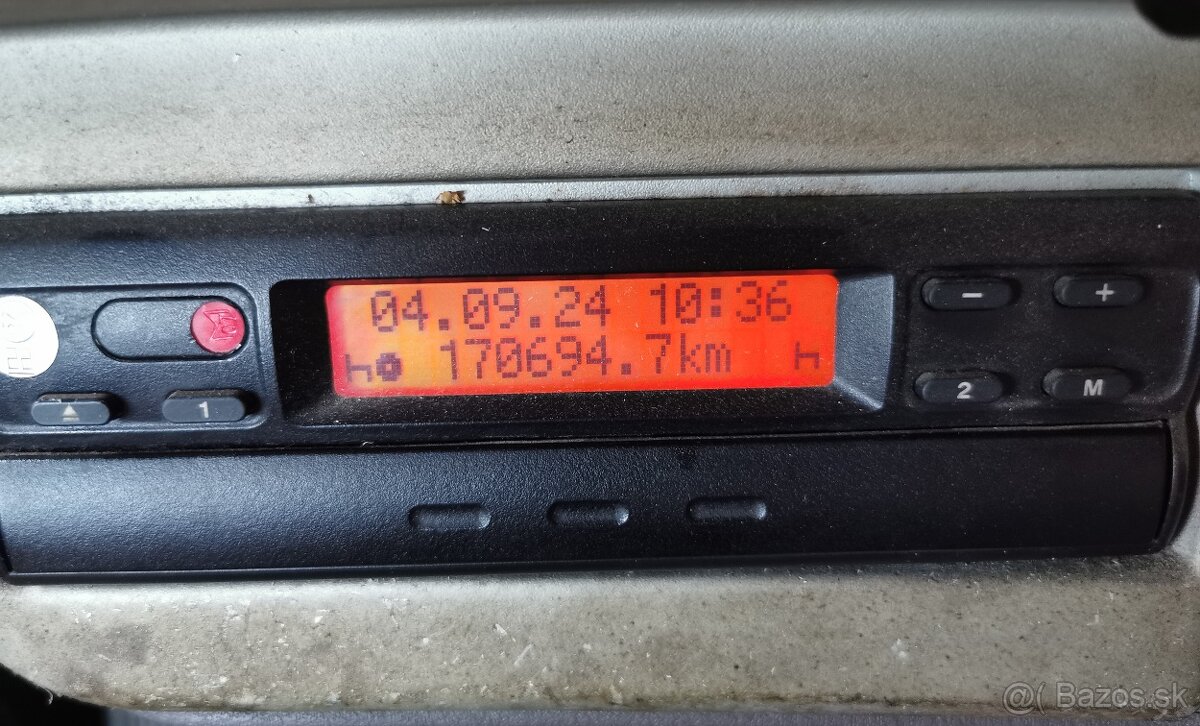 04.09.24 10:36
170694.7km
- +
1 2 M
@( Bazos.sk